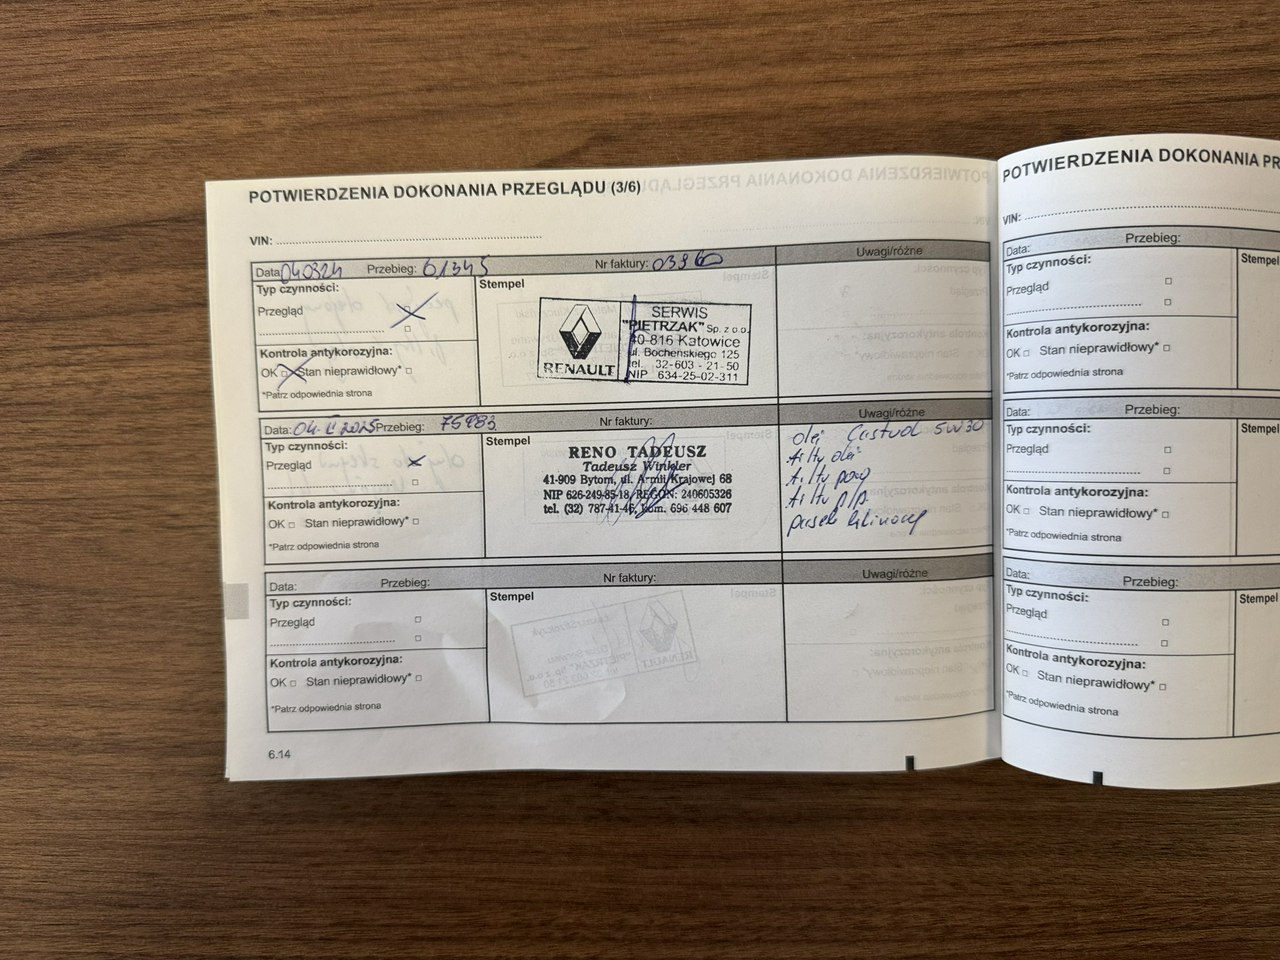 POTWIERDZENIA DOKONANIA PRZEGLĄDU (3/6)
VIN:
Data: 040324 Przebieg: 61345 Nr faktury: 03960 Uwagi/różne
Typ czynności:
Przegląd
Kontrola antykorozyjna:
OK Stan nieprawidłowy*
*Patrz odpowiednia strona
Stempel
RENAULT
SERWIS
"PIETRZAK" Sp. z o.o.
40-816 Katowice
ul. Bocheńskiego 125
tel. 32-603-21-50
NIP 634-25-02-311
Data: 2025 Przebieg: Nr faktury: Uwagi/różne
Typ czynności:
Przegląd
Kontrola antykorozyjna:
OK Stan nieprawidłowy*
*Patrz odpowiednia strona
Stempel
RENO TADEUSZ
Tadeusz Winkler
41-909 Bytom, ul. Armii Krajowej 68
NIP 626-249-85-18, REGON: 240605326
tel. (32) 787-41-46, kom. 696 448 607
olej Castrol 5W30
filtr olej
filtr
filtr p/p
pasek klinowy
Data: Przebieg: Nr faktury: Uwagi/różne
Typ czynności:
Przegląd
Kontrola antykorozyjna:
OK Stan nieprawidłowy*
*Patrz odpowiednia strona
Stempel
6.14
POTWIERDZENIA DOKONANIA PR
VIN:
Data: Przebieg:
Typ czynności:
Przegląd
Kontrola antykorozyjna:
OK Stan nieprawidłowy*
*Patrz odpowiednia strona
Stempel
Data: Przebieg:
Typ czynności:
Przegląd
Kontrola antykorozyjna:
OK Stan nieprawidłowy*
*Patrz odpowiednia strona
Stempel
Data: Przebieg:
Typ czynności:
Przegląd
Kontrola antykorozyjna:
OK Stan nieprawidłowy*
*Patrz odpowiednia strona
Stempel